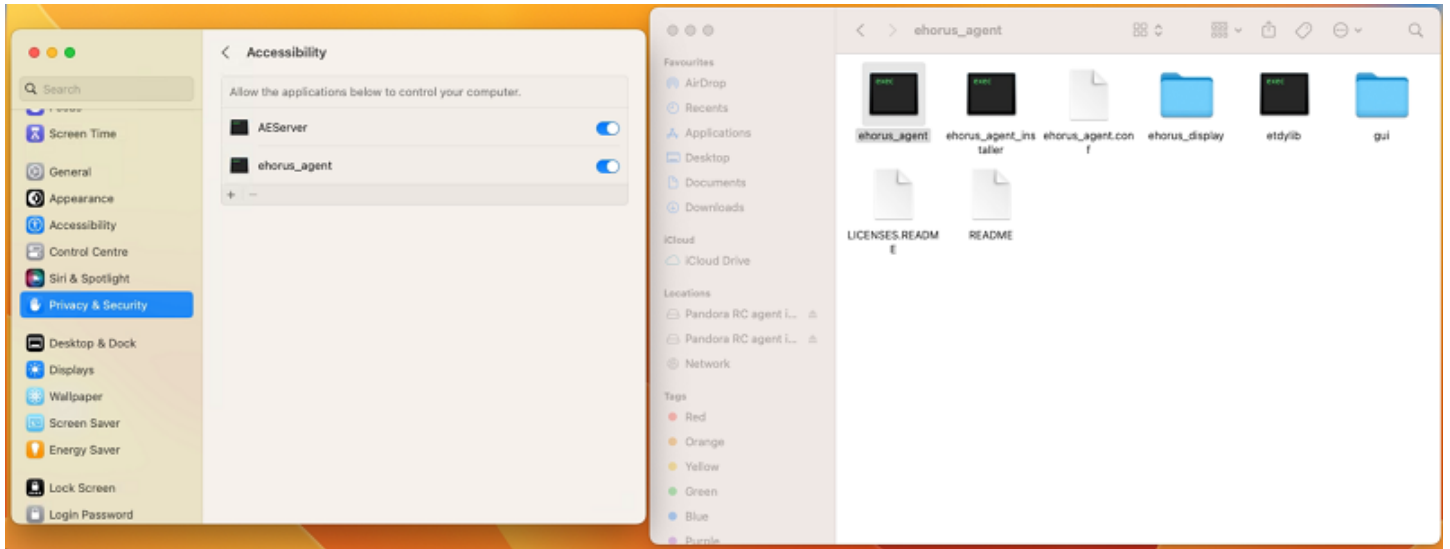 Accessibility
Search
Allow the applications below to control your computer.
AEServer
ehorus_agent
+ −
Screen Time
General
Appearance
Accessibility
Control Centre
Siri & Spotlight
Privacy & Security
Desktop & Dock
Displays
Wallpaper
Screen Saver
Energy Saver
Lock Screen
Login Password
ehorus_agent
Favourites
AirDrop
Recents
Applications
Desktop
Documents
Downloads
iCloud
iCloud Drive
Locations
Pandora RC agent i...
Pandora RC agent i...
Network
Tags
Red
Orange
Yellow
Green
Blue
Purple
exec
ehorus_agent
exec
ehorus_agent_ins
taller
ehorus_agent.con
f
ehorus_display
exec
etdylib
gui
LICENSES.READM
E
README